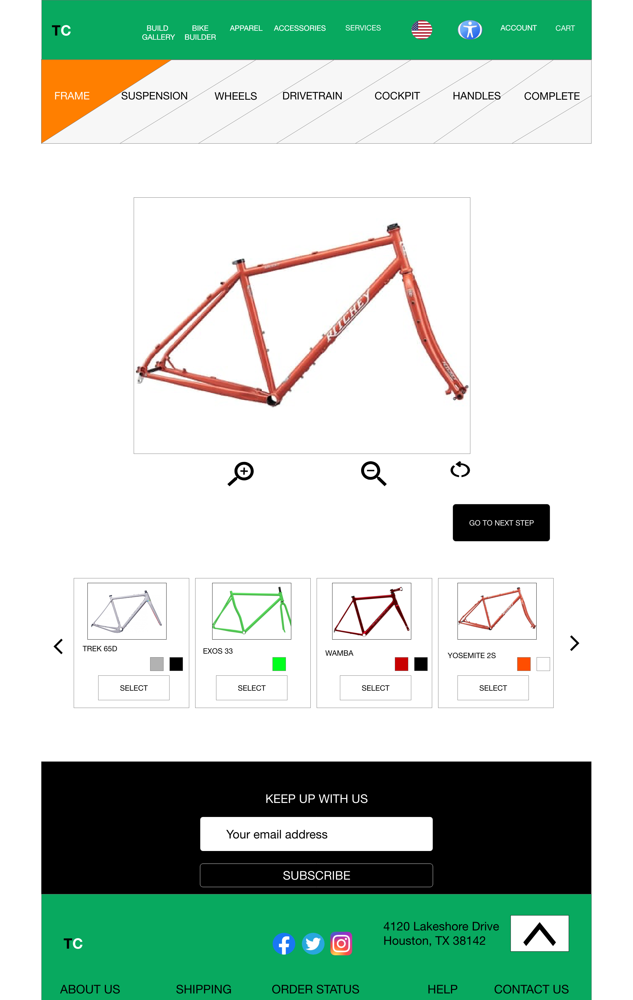 TC
BUILD
GALLERY
BIKE
BUILDER
APPAREL
ACCESSORIES
SERVICES
ACCOUNT
CART
FRAME
SUSPENSION
WHEELS
DRIVETRAIN
COCKPIT
HANDLES
COMPLETE
RITCHEY
GO TO NEXT STEP
TREK 65D
SELECT
EXOS 33
SELECT
WAMBA
SELECT
RITCHEY
YOSEMITE 2S
SELECT
KEEP UP WITH US
Your email address
SUBSCRIBE
TC
4120 Lakeshore Drive
Houston, TX 38142
ABOUT US
SHIPPING
ORDER STATUS
HELP
CONTACT US